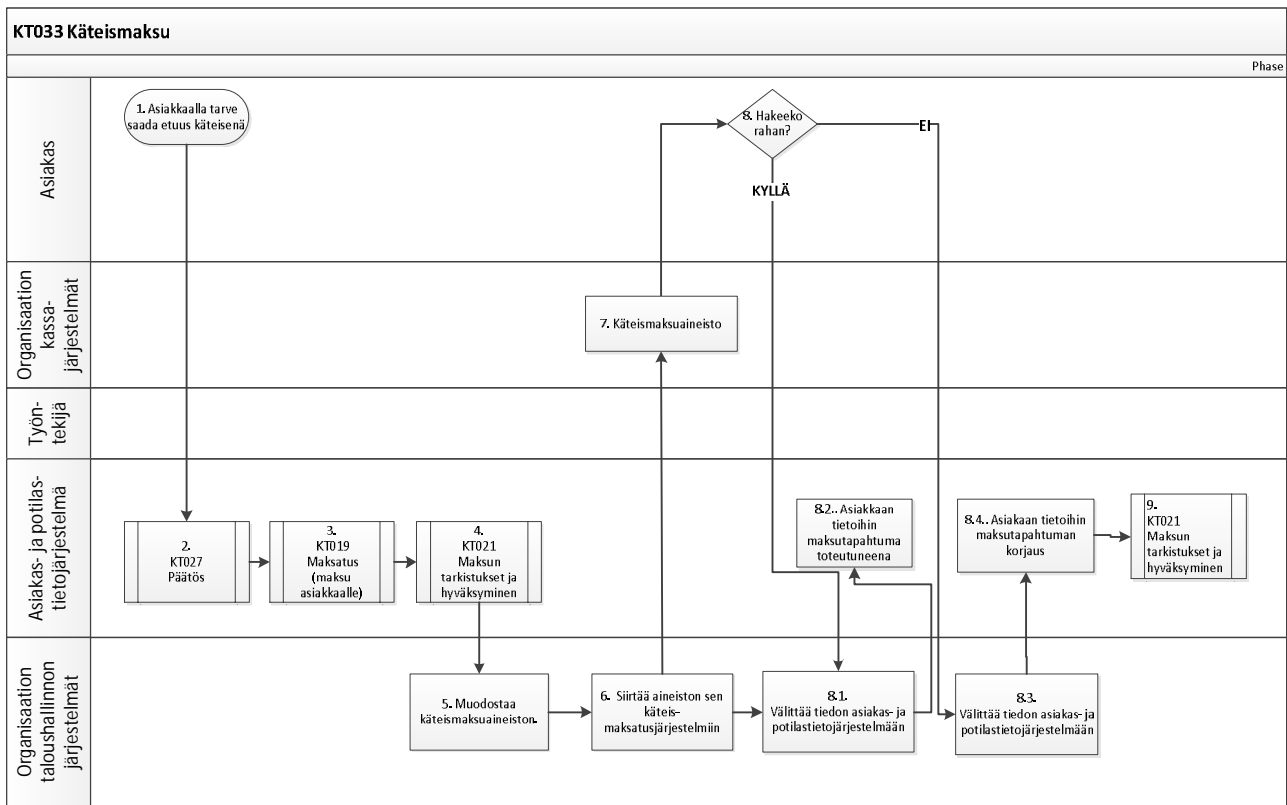 KT033 Käteismaksu
Phase
Asiakas
1. Asiakkaalla tarve
saada etuus käteisenä
8. Hakeeko
rahan?
EI
KYLLÄ
Organisaation
kassa-
järjestelmät
7. Käteismaksuaineisto
Työn-
tekijä
Asiakas- ja potilas-
tietojärjestelmä
2.
KT027
Päätös
3.
KT019
Maksatus
(maksu
asiakkaalle)
4.
KT021
Maksun
tarkistukset ja
hyväksyminen
8.2.. Asiakkaan
tietoihin
maksutapahtuma
toteutuneena
8.4.. Asiakaan tietoihin
maksutapahtuman
korjaus
9.
KT021
Maksun
tarkistukset ja
hyväksyminen
Organisaation
taloushallinnon
järjestelmät
5. Muodostaa
käteismaksuaineiston.
6. Siirtää aineiston sen
käteis-
maksatusjärjestelmiin
8.1.
Välittää tiedon asiakas- ja
potilastietojärjestelmään
8.3.
Välittää tiedon asiakas- ja
potilastietojärjestelmään